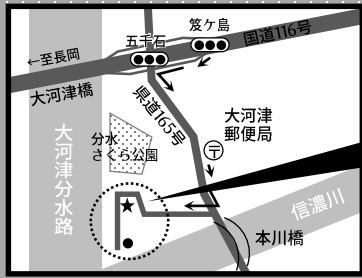 笈ケ島
五千石
国道116号
←至長岡
大河津橋
県道165号
大河津
郵便局
〒
分水
さくら公園
大河津分水路
信濃川
本川橋